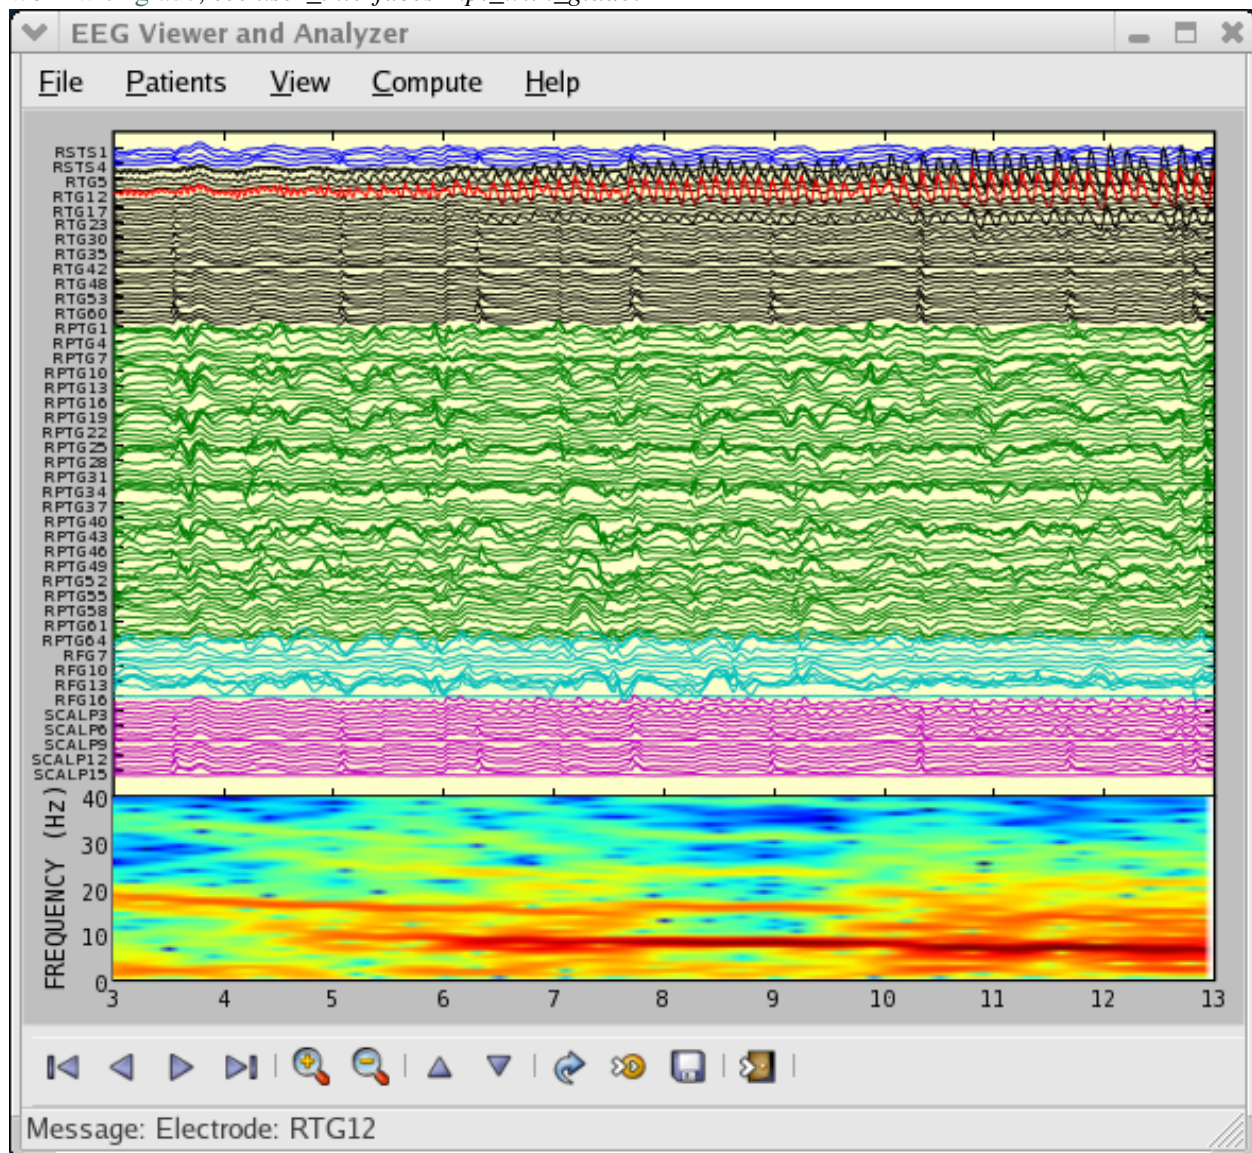 EEG Viewer and Analyzer
File Patients View Compute Help
RSTS1
RSTS4
RTG5
RTG12
RTG17
RTG23
RTG30
RTG35
RTG42
RTG48
RTG53
RTG60
RPTG1
RPTG4
RPTG7
RPTG10
RPTG13
RPTG16
RPTG19
RPTG22
RPTG25
RPTG28
RPTG31
RPTG34
RPTG37
RPTG40
RPTG43
RPTG46
RPTG49
RPTG52
RPTG55
RPTG58
RPTG61
RPTG64
RFG7
RFG10
RFG13
RFG16
SCALP3
SCALP6
SCALP9
SCALP12
SCALP15
FREQUENCY (Hz)
40
30
20
10
0
3 4 5 6 7 8 9 10 11 12 13
Message: Electrode: RTG12